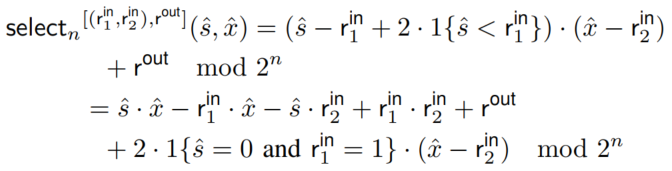 select_n^{[(r_1^in, r_2^in), r^out]}(ŝ, x̂) = (ŝ − r_1^in + 2 · 1{ŝ < r_1^in}) · (x̂ − r_2^in)
+ r^out mod 2^n
= ŝ · x̂ − r_1^in · x̂ − ŝ · r_2^in + r_1^in · r_2^in + r^out
+ 2 · 1{ŝ = 0 and r_1^in = 1} · (x̂ − r_2^in) mod 2^n